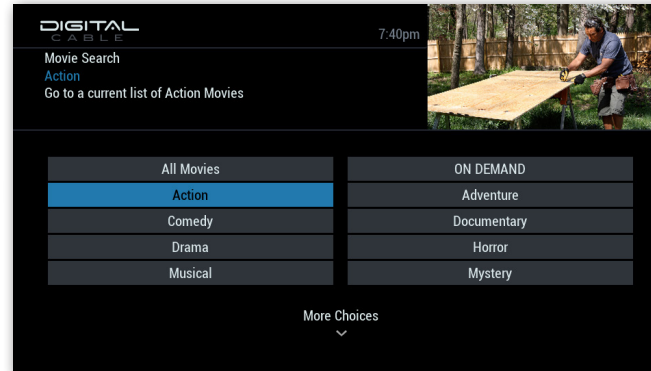 DIGITAL
CABLE
7:40pm
Movie Search
Action
Go to a current list of Action Movies
All Movies
ON DEMAND
Action
Adventure
Comedy
Documentary
Drama
Horror
Musical
Mystery
More Choices